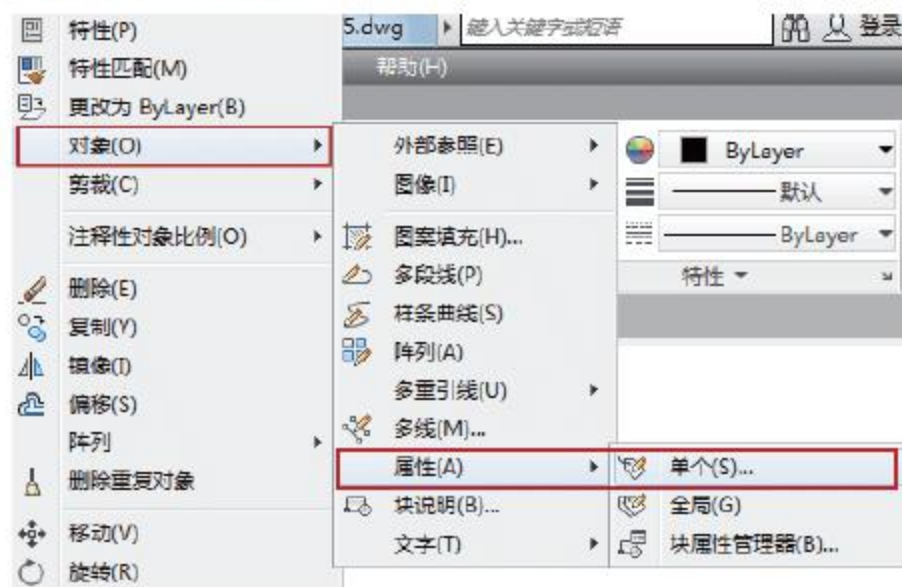 特性(P)
5.dwg
键入关键字或短语
登录
特性匹配(M)
帮助(H)
更改为 ByLayer(B)
对象(O)
外部参照(E)
ByLayer
剪裁(C)
图像(I)
默认
注释性对象比例(O)
图案填充(H)...
ByLayer
删除(E)
多段线(P)
特性
复制(Y)
样条曲线(S)
镜像(I)
阵列(A)
偏移(S)
多重引线(U)
阵列
多线(M)...
删除重复对象
属性(A)
单个(S)...
块说明(B)...
全局(G)
移动(V)
文字(T)
块属性管理器(B)...
旋转(R)